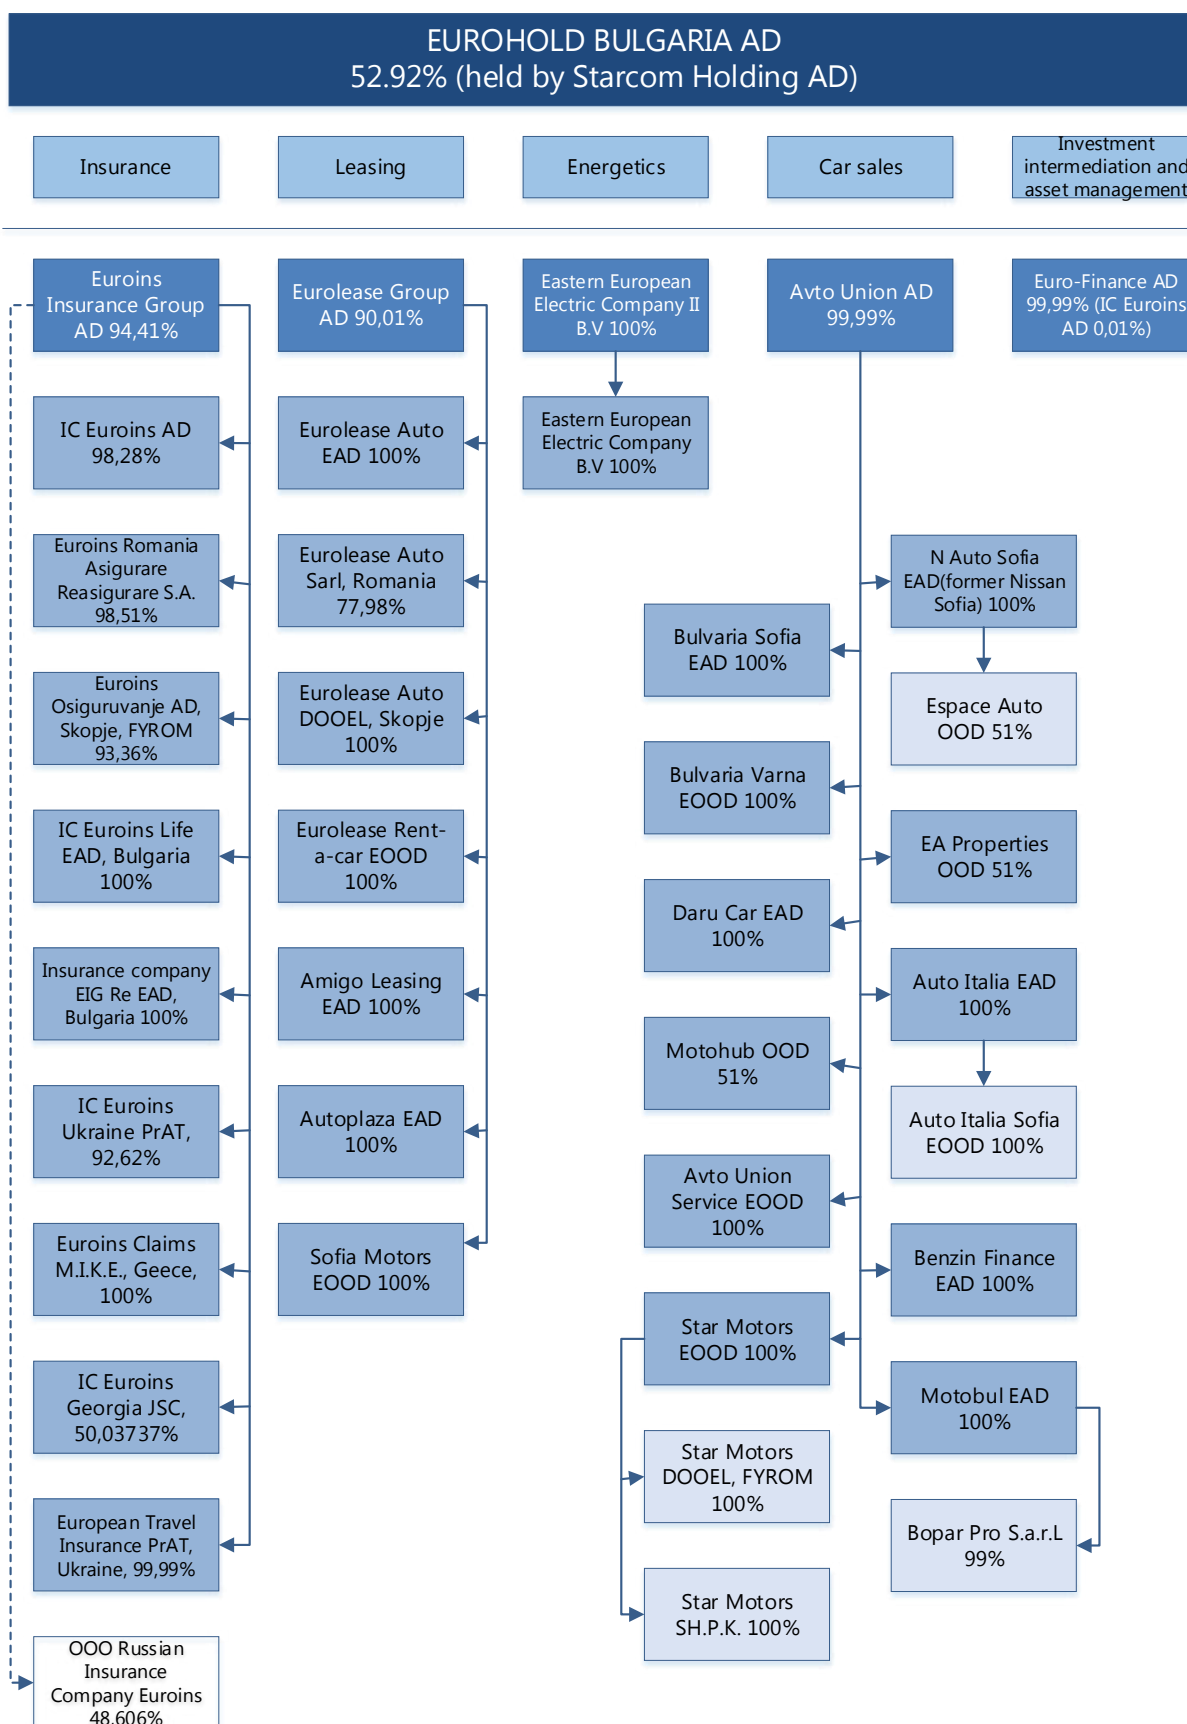 EUROHOLD BULGARIA AD
52.92% (held by Starcom Holding AD)
Insurance
Leasing
Energetics
Car sales
Investment
intermediation and
asset management
Euroins
Insurance Group
AD 94,41%
Eurolease Group
AD 90,01%
Eastern European
Electric Company II
B.V 100%
Avto Union AD
99,99%
Euro-Finance AD
99,99% (IC Euroins
AD 0,01%)
IC Euroins AD
98,28%
Eurolease Auto
EAD 100%
Eastern European
Electric Company
B.V 100%
Euroins Romania
Asigurare
Reasigurare S.A.
98,51%
Eurolease Auto
Sarl, Romania
77,98%
N Auto Sofia
EAD(former Nissan
Sofia) 100%
Bulvaria Sofia
EAD 100%
Euroins
Osiguruvanje AD,
Skopje, FYROM
93,36%
Eurolease Auto
DOOEL, Skopje
100%
Espace Auto
OOD 51%
Bulvaria Varna
EOOD 100%
IC Euroins Life
EAD, Bulgaria
100%
Eurolease Rent-
a-car EOOD
100%
EA Properties
OOD 51%
Daru Car EAD
100%
Insurance company
EIG Re EAD,
Bulgaria 100%
Amigo Leasing
EAD 100%
Auto Italia EAD
100%
Motohub OOD
51%
IC Euroins
Ukraine PrAT,
92,62%
Autoplaza EAD
100%
Auto Italia Sofia
EOOD 100%
Avto Union
Service EOOD
100%
Euroins Claims
M.I.K.E., Geece,
100%
Sofia Motors
EOOD 100%
Benzin Finance
EAD 100%
Star Motors
EOOD 100%
IC Euroins
Georgia JSC,
50,03737%
Motobul EAD
100%
Star Motors
DOOEL, FYROM
100%
European Travel
Insurance PrAT,
Ukraine, 99,99%
Bopar Pro S.a.r.L
99%
Star Motors
SH.P.K. 100%
OOO Russian
Insurance
Company Euroins
48,606%